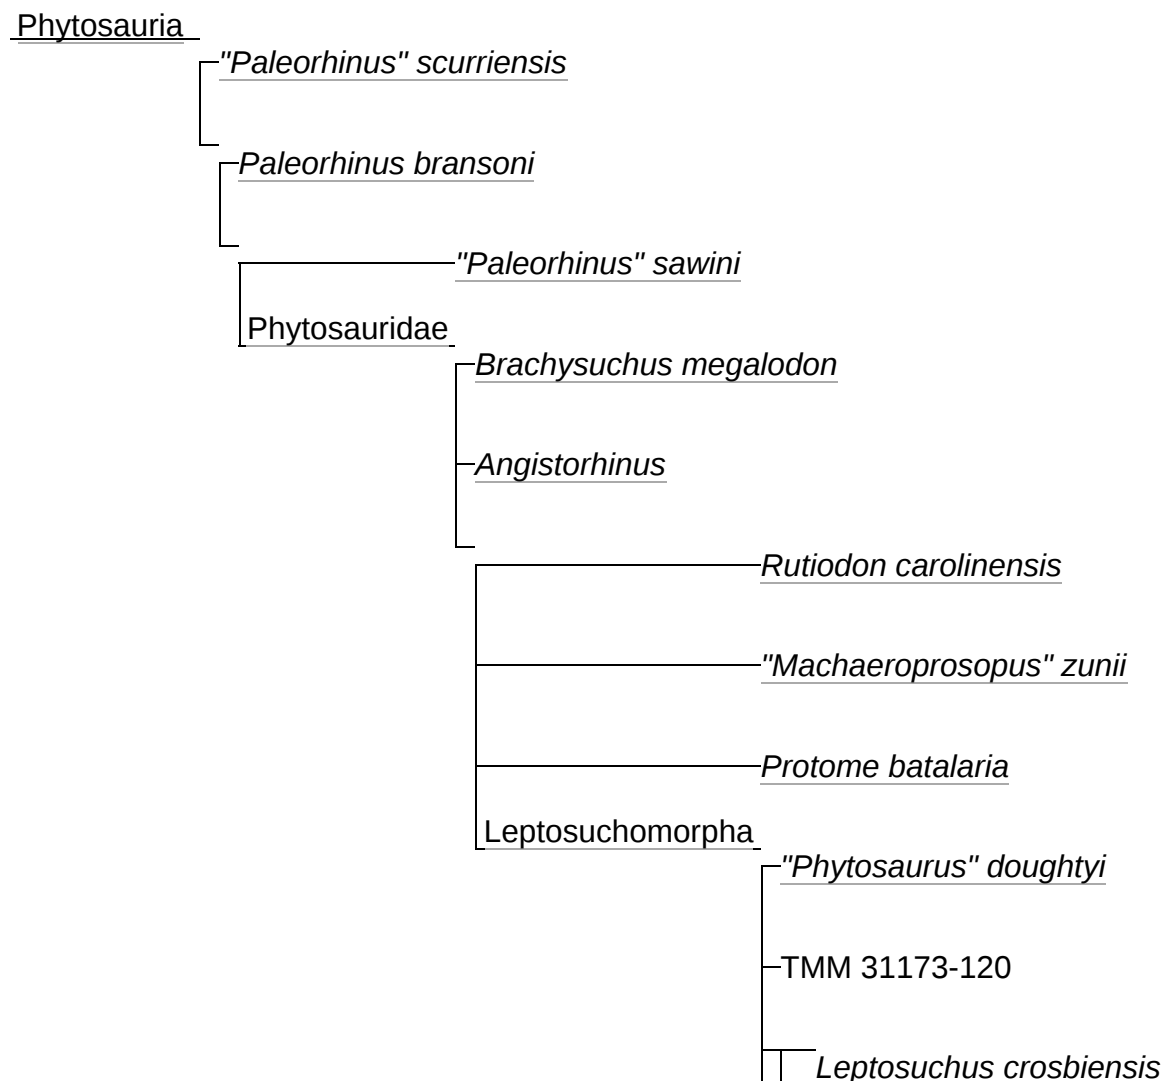 Phytosauria
"Paleorhinus" scurriensis
Paleorhinus bransoni
"Paleorhinus" sawini
Phytosauridae
Brachysuchus megalodon
Angistorhinus
Rutiodon carolinensis
"Machaeroprosopus" zunii
Protome batalaria
Leptosuchomorpha
"Phytosaurus" doughtyi
TMM 31173-120
Leptosuchus crosbiensis